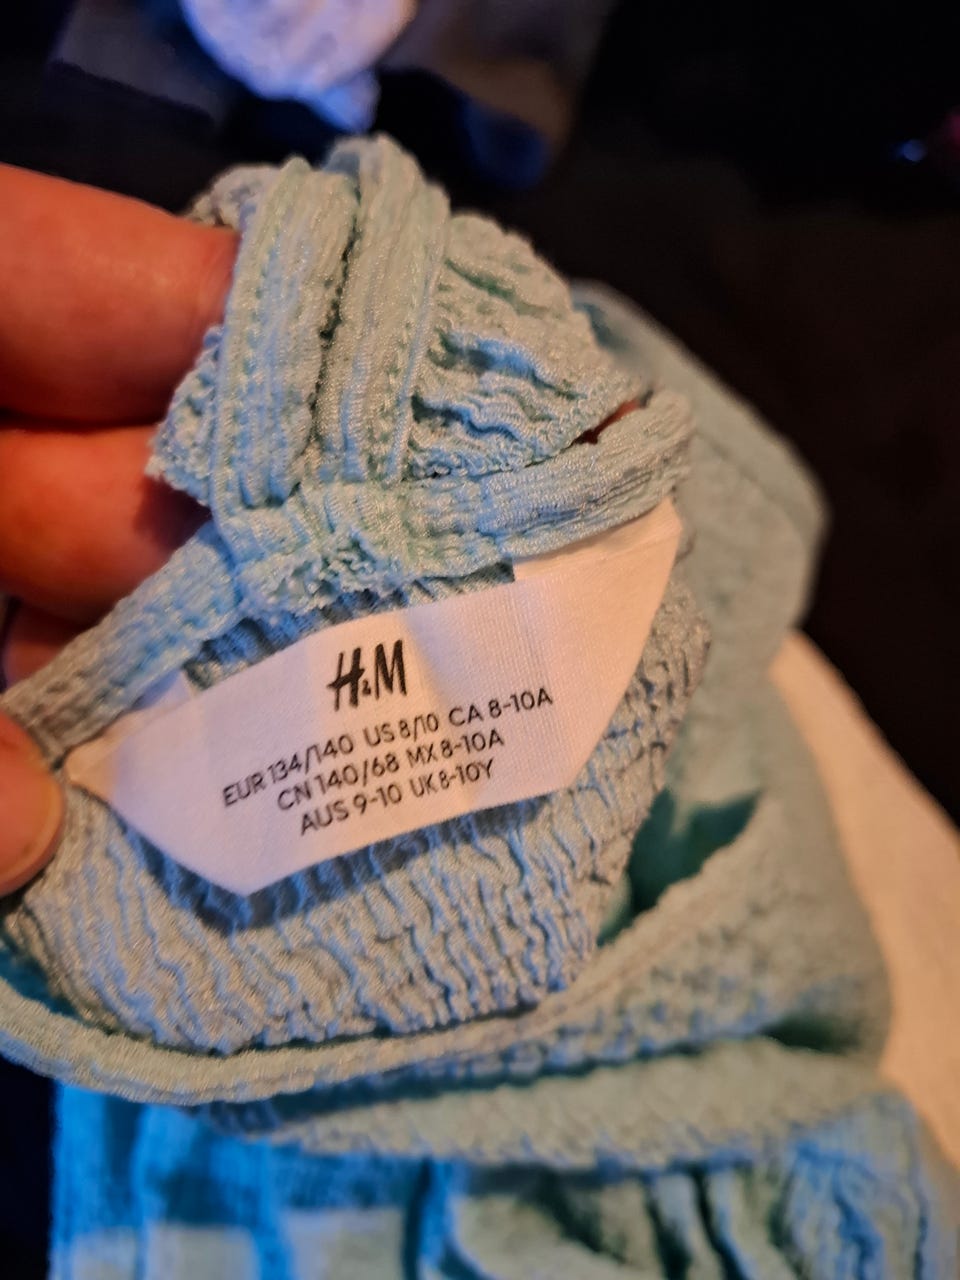 H&M
EUR 134/140 US 8/10 CA 8-10A
CN 140/68 MX 8-10A
AUS 9-10 UK 8-10Y